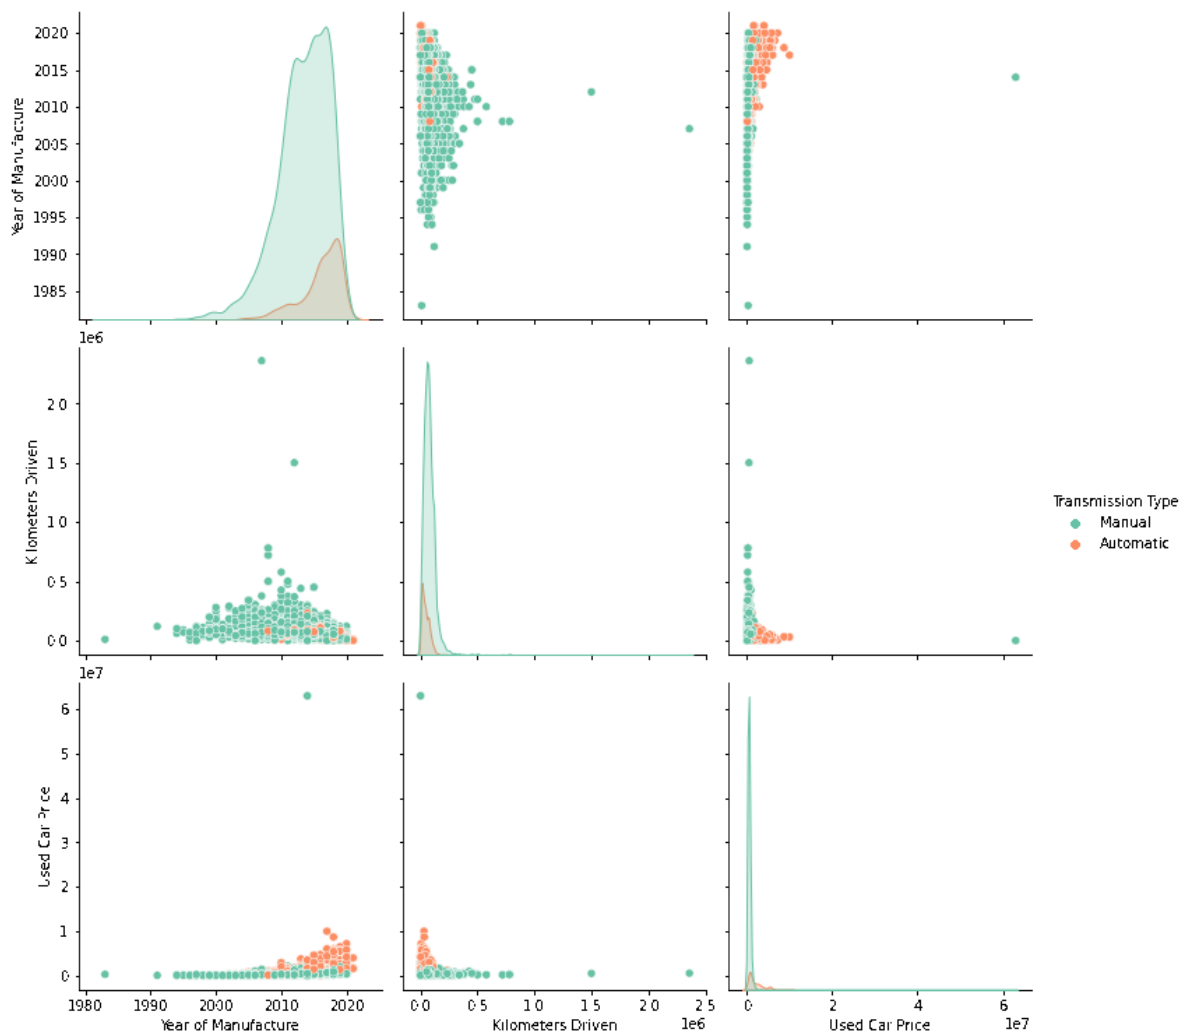 2020
2015
2010
2005
2000
1995
1990
1985
Year of Manufacture
1e6
2 0
1 5
1 0
0 5
0 0
Kilometers Driven
Transmission Type
Manual
Automatic
1e7
6
5
4
3
2
1
0
Used Car Price
1980 1990 2000 2010 2020
Year of Manufacture
0 0 0 5 1 0 1 5 2 0 2 5
1e6
Kilometers Driven
0 2 4 6
1e7
Used Car Price